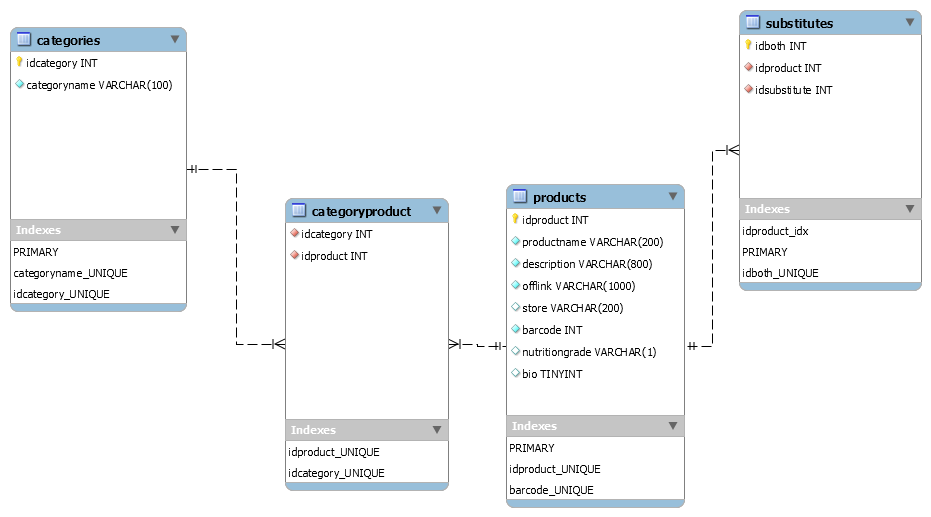 categories
idcategory INT
categoryname VARCHAR(100)
Indexes
PRIMARY
categoryname_UNIQUE
idcategory_UNIQUE
categoryproduct
idcategory INT
idproduct INT
Indexes
idproduct_UNIQUE
idcategory_UNIQUE
products
idproduct INT
productname VARCHAR(200)
description VARCHAR(800)
offlink VARCHAR(1000)
store VARCHAR(200)
barcode INT
nutritiongrade VARCHAR(1)
bio TINYINT
Indexes
PRIMARY
idproduct_UNIQUE
barcode_UNIQUE
substitutes
idboth INT
idproduct INT
idsubstitute INT
Indexes
idproduct_idx
PRIMARY
idboth_UNIQUE